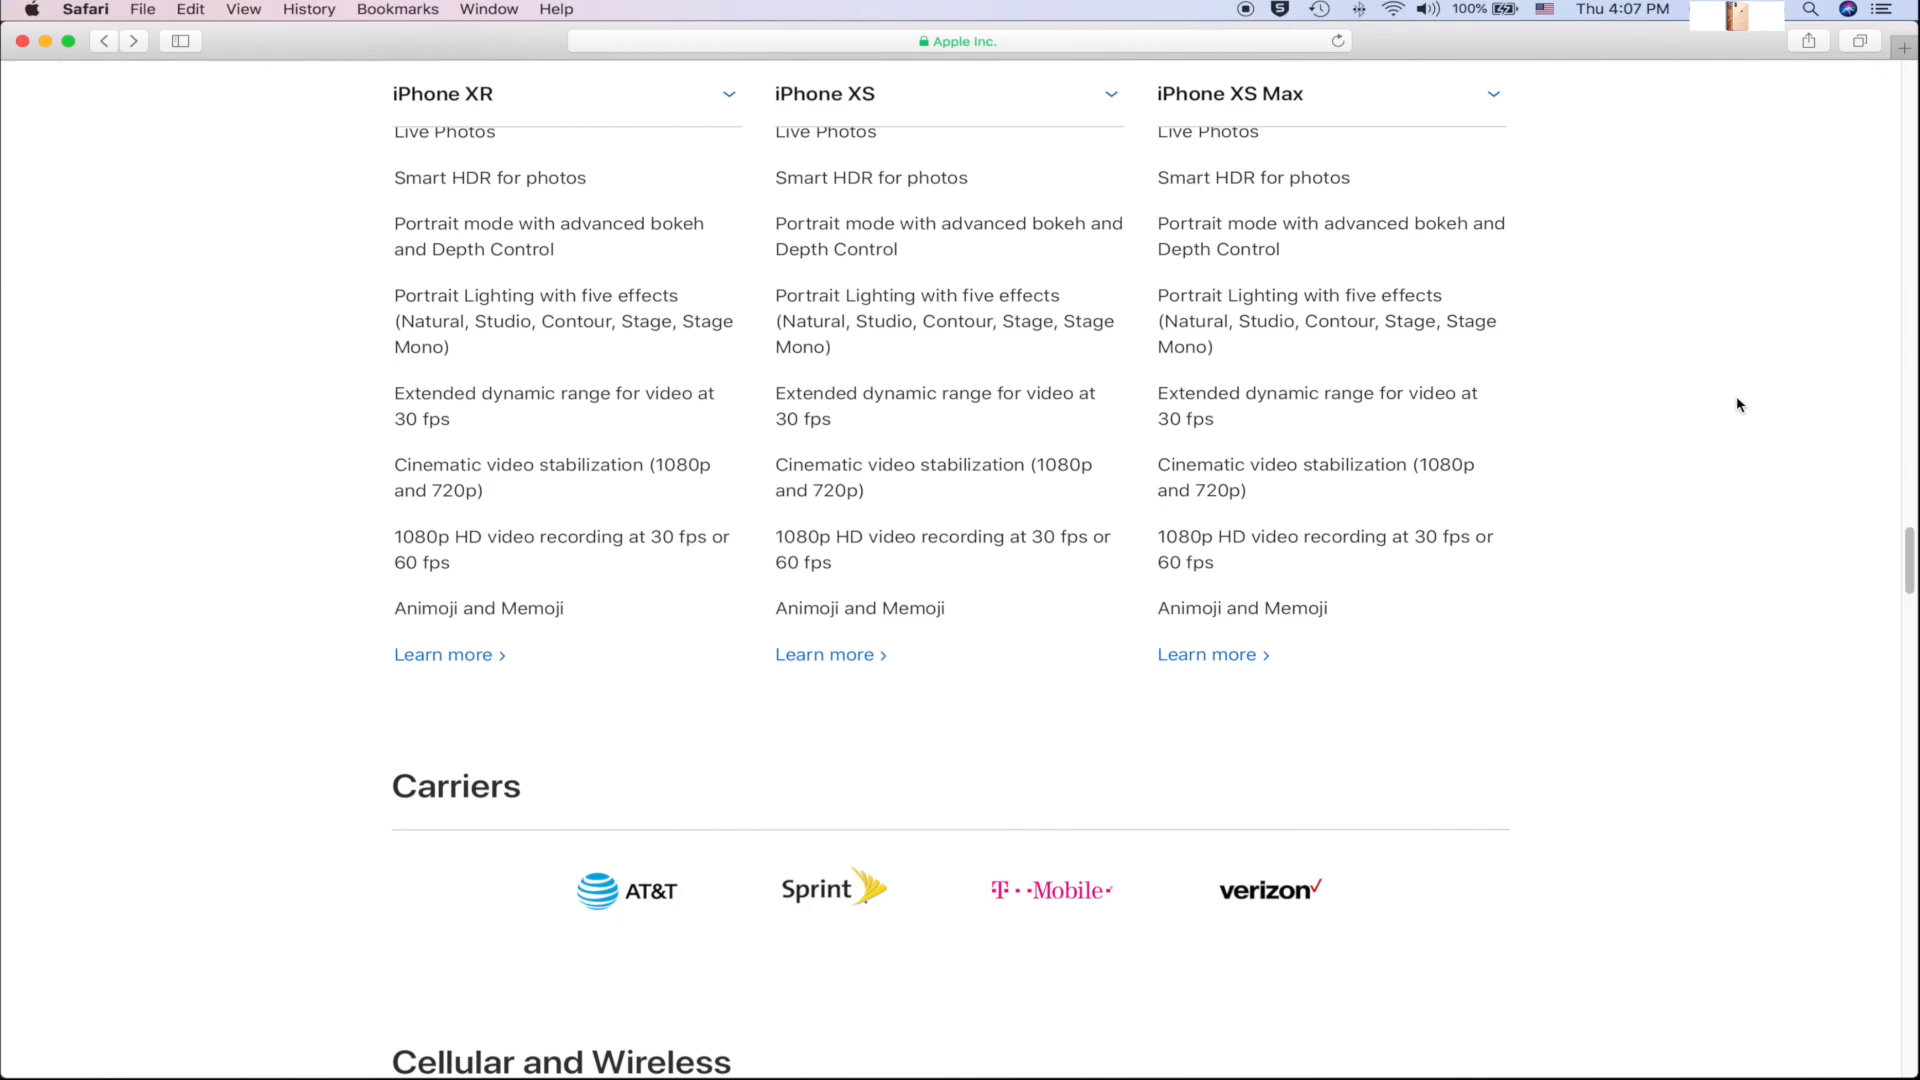 Safari File Edit View History Bookmarks Window Help 100% Thu 4:07 PM
Apple Inc.
iPhone XR iPhone XS iPhone XS Max
Live Photos
Smart HDR for photos
Portrait mode with advanced bokeh
and Depth Control
Portrait Lighting with five effects
(Natural, Studio, Contour, Stage, Stage
Mono)
Extended dynamic range for video at
30 fps
Cinematic video stabilization (1080p
and 720p)
1080p HD video recording at 30 fps or
60 fps
Animoji and Memoji
Learn more >
Live Photos
Smart HDR for photos
Portrait mode with advanced bokeh and
Depth Control
Portrait Lighting with five effects
(Natural, Studio, Contour, Stage, Stage
Mono)
Extended dynamic range for video at
30 fps
Cinematic video stabilization (1080p
and 720p)
1080p HD video recording at 30 fps or
60 fps
Animoji and Memoji
Learn more >
Live Photos
Smart HDR for photos
Portrait mode with advanced bokeh and
Depth Control
Portrait Lighting with five effects
(Natural, Studio, Contour, Stage, Stage
Mono)
Extended dynamic range for video at
30 fps
Cinematic video stabilization (1080p
and 720p)
1080p HD video recording at 30 fps or
60 fps
Animoji and Memoji
Learn more >
Carriers
AT&T Sprint T··Mobile· verizon✓
Cellular and Wireless